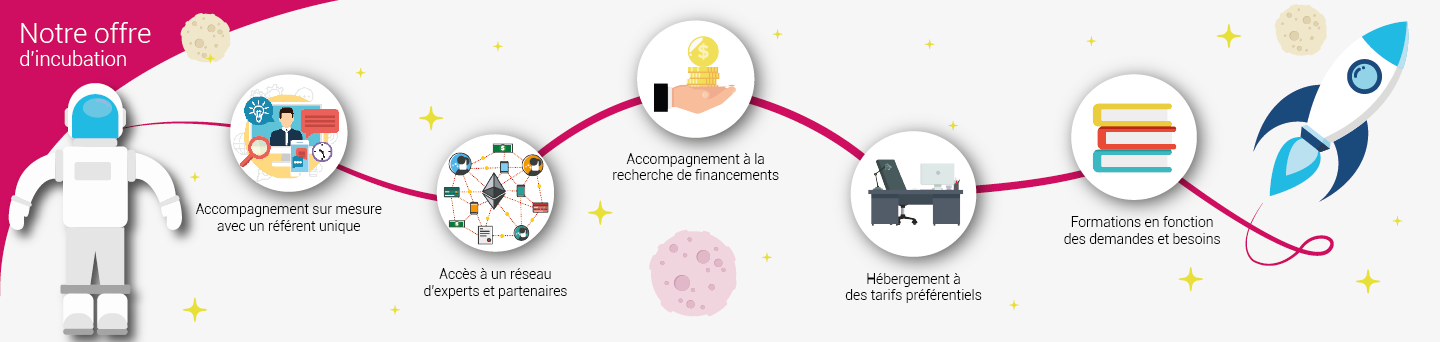 Notre offre
d'incubation
Accompagnement sur mesure
avec un référent unique
Accès à un réseau
d'experts et partenaires
Accompagnement à la
recherche de financements
Hébergement à
des tarifs préférentiels
Formations en fonction
des demandes et besoins